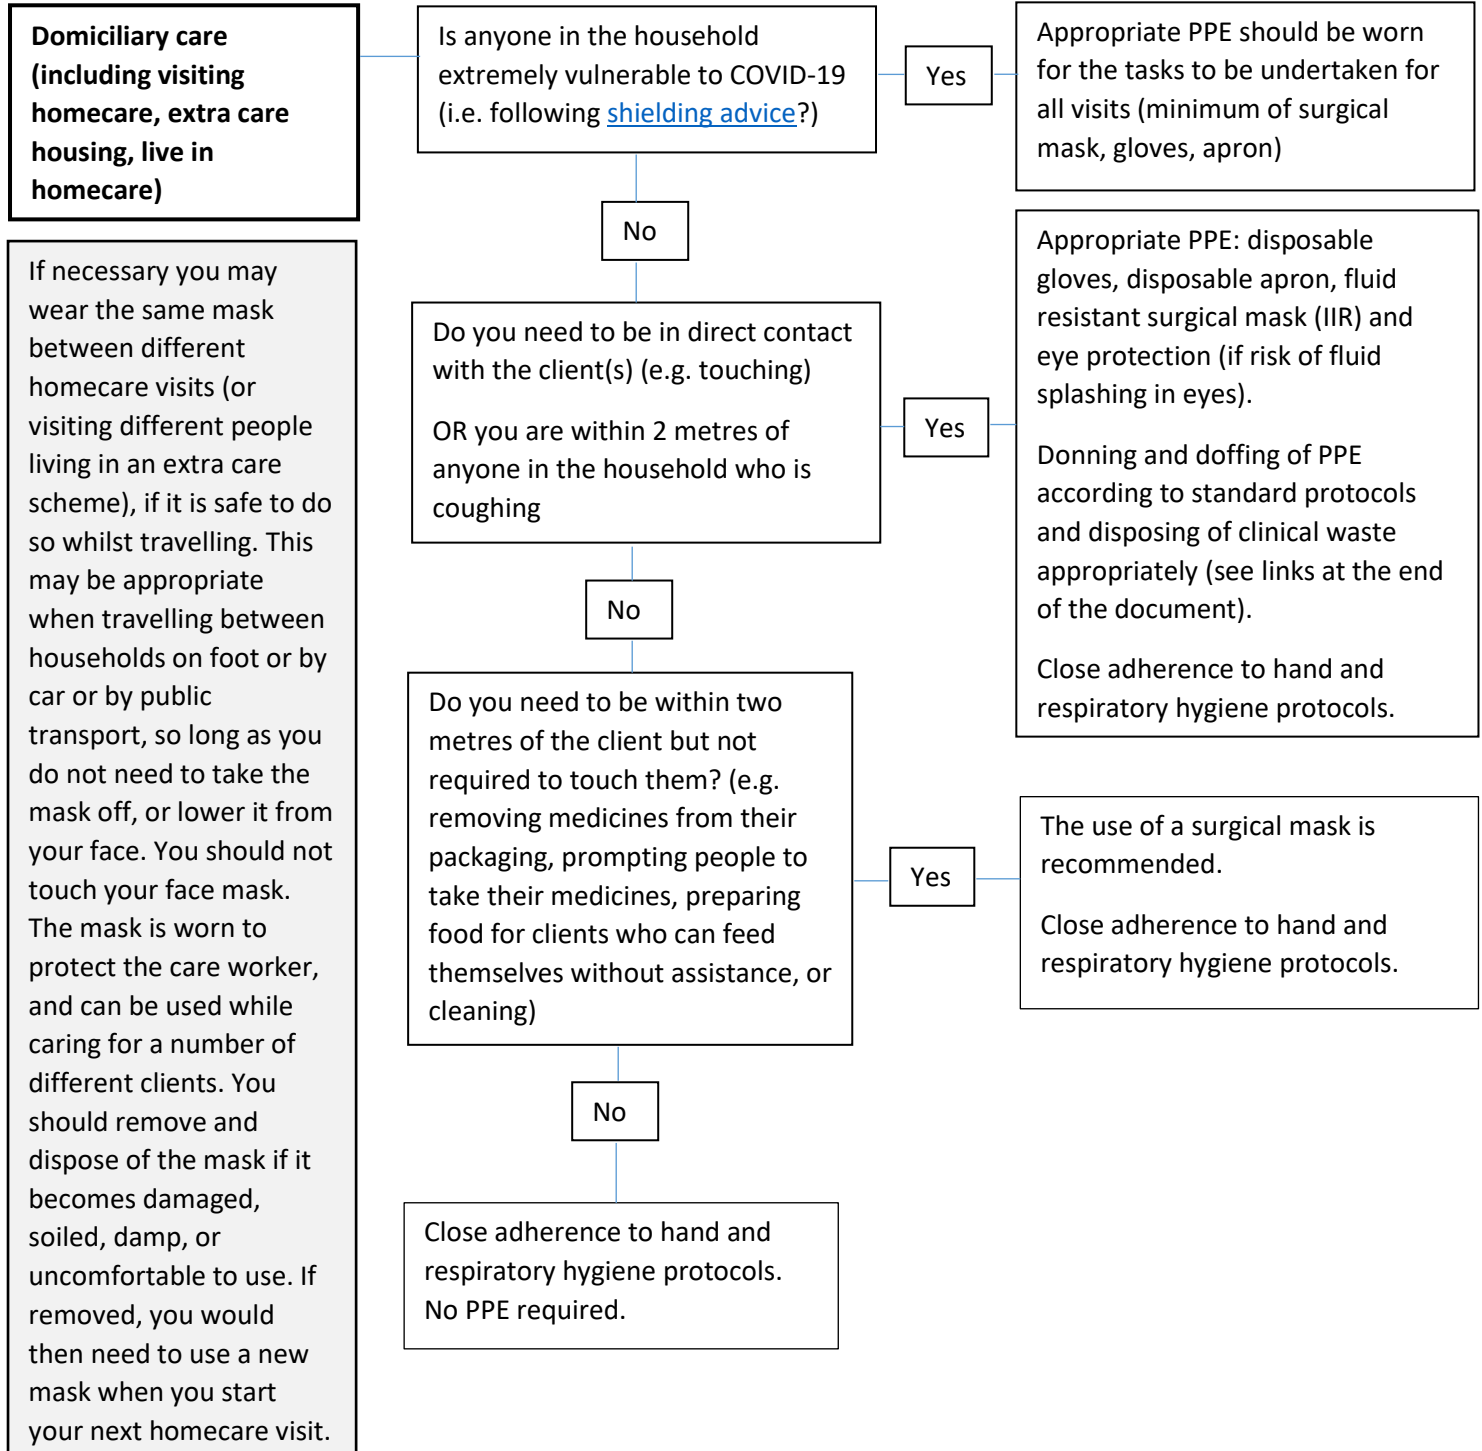 Domiciliary care
(including visiting
homecare, extra care
housing, live in
homecare)
Is anyone in the household
extremely vulnerable to COVID-19
(i.e. following shielding advice?)
Yes
Appropriate PPE should be worn
for the tasks to be undertaken for
all visits (minimum of surgical
mask, gloves, apron)
No
Do you need to be in direct contact
with the client(s) (e.g. touching)
OR you are within 2 metres of
anyone in the household who is
coughing
Yes
Appropriate PPE: disposable
gloves, disposable apron, fluid
resistant surgical mask (IIR) and
eye protection (if risk of fluid
splashing in eyes).
Donning and doffing of PPE
according to standard protocols
and disposing of clinical waste
appropriately (see links at the end
of the document).
Close adherence to hand and
respiratory hygiene protocols.
No
Do you need to be within two
metres of the client but not
required to touch them? (e.g.
removing medicines from their
packaging, prompting people to
take their medicines, preparing
food for clients who can feed
themselves without assistance, or
cleaning)
Yes
The use of a surgical mask is
recommended.
Close adherence to hand and
respiratory hygiene protocols.
No
Close adherence to hand and
respiratory hygiene protocols.
No PPE required.
If necessary you may
wear the same mask
between different
homecare visits (or
visiting different people
living in an extra care
scheme), if it is safe to do
so whilst travelling. This
may be appropriate
when travelling between
households on foot or by
car or by public
transport, so long as you
do not need to take the
mask off, or lower it from
your face. You should not
touch your face mask.
The mask is worn to
protect the care worker,
and can be used while
caring for a number of
different clients. You
should remove and
dispose of the mask if it
becomes damaged,
soiled, damp, or
uncomfortable to use. If
removed, you would
then need to use a new
mask when you start
your next homecare visit.